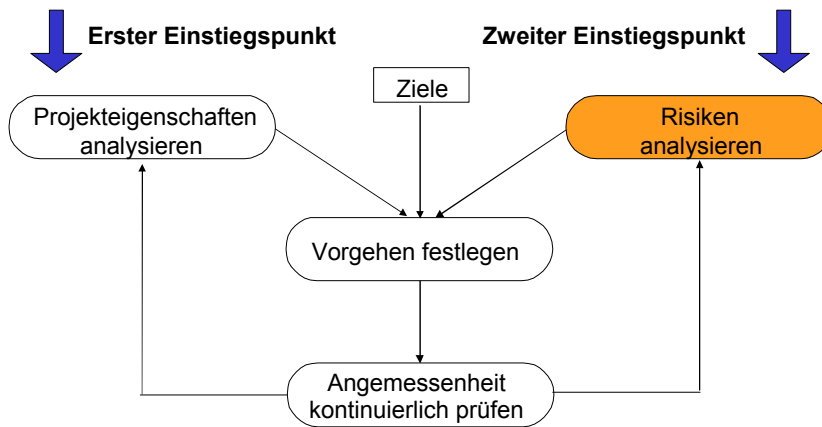 Erster Einstiegspunkt
Zweiter Einstiegspunkt
Ziele
Projekteigenschaften
analysieren
Risiken
analysieren
Vorgehen festlegen
Angemessenheit
kontinuierlich prüfen